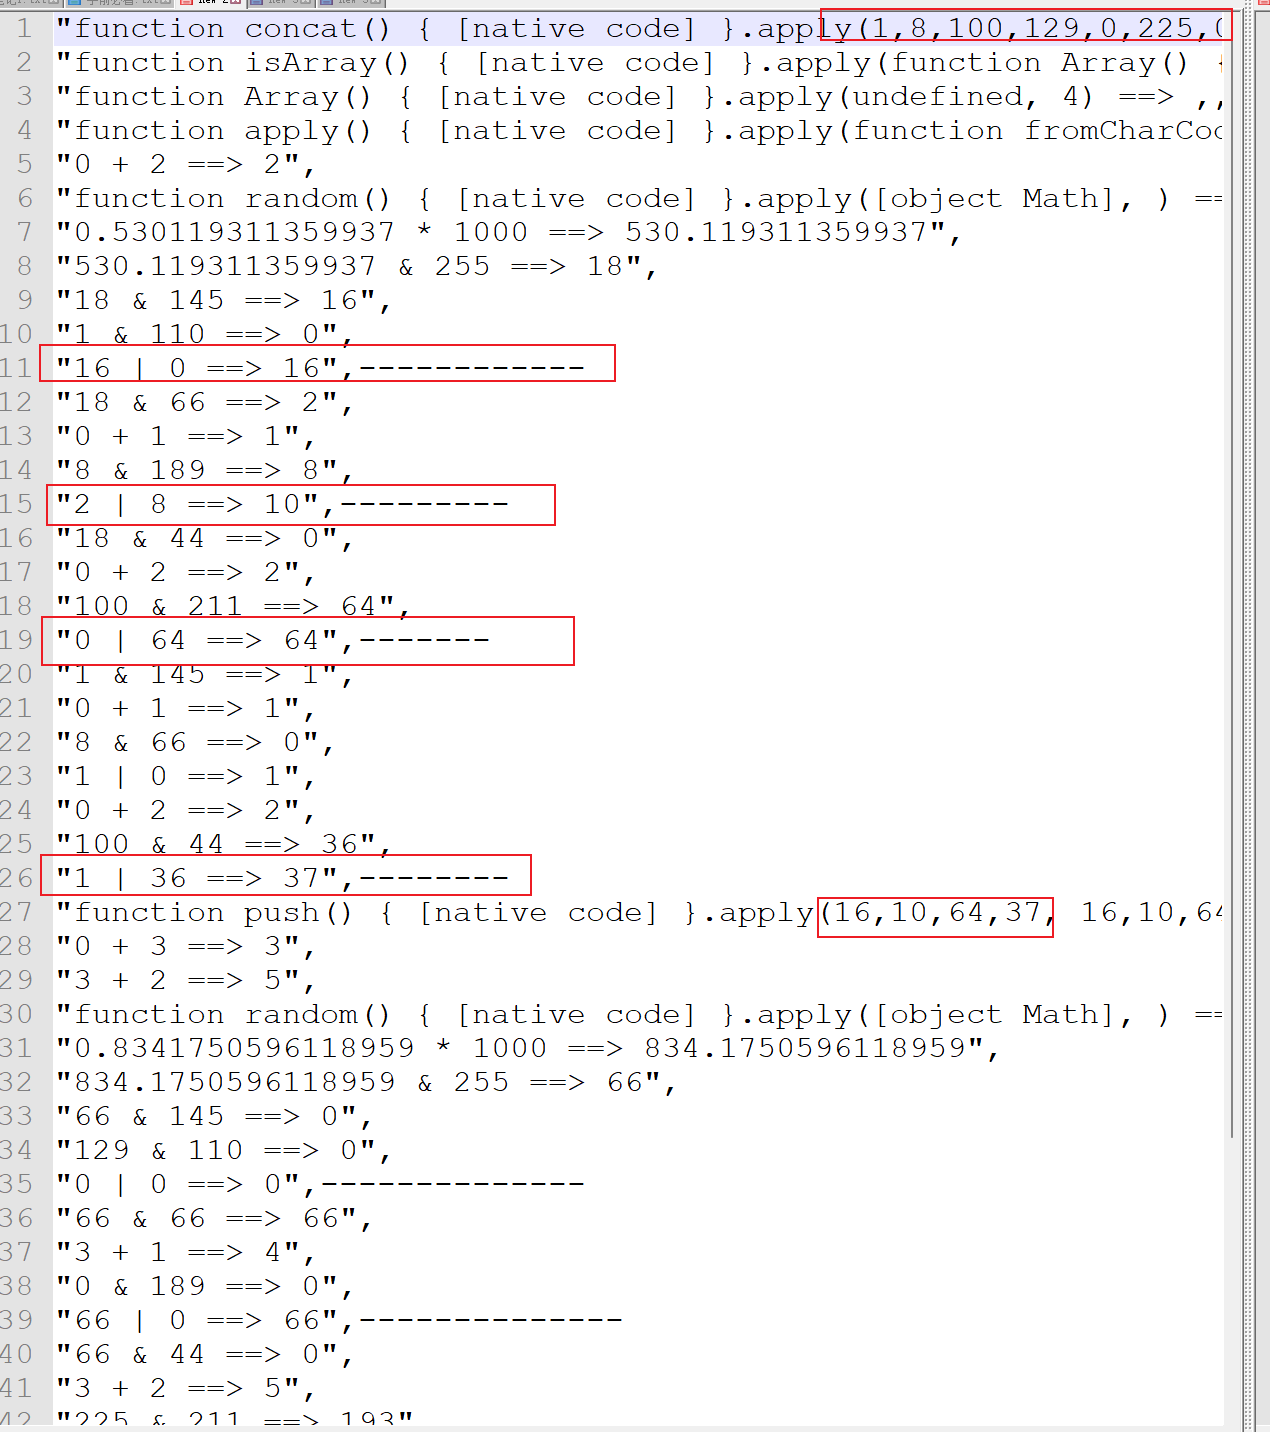 1 "function concat() { [native code] }.apply(1,8,100,129,0,225,0
2 "function isArray() { [native code] }.apply(function Array() {
3 "function Array() { [native code] }.apply(undefined, 4) ==> ,,
4 "function apply() { [native code] }.apply(function fromCharCod
5 "0 + 2 ==> 2",
6 "function random() { [native code] }.apply([object Math], ) ==
7 "0.530119311359937 * 1000 ==> 530.119311359937",
8 "530.119311359937 & 255 ==> 18",
9 "18 & 145 ==> 16",
10 "1 & 110 ==> 0",
11 "16 | 0 ==> 16",------------
12 "18 & 66 ==> 2",
13 "0 + 1 ==> 1",
14 "8 & 189 ==> 8",
15 "2 | 8 ==> 10",---------
16 "18 & 44 ==> 0",
17 "0 + 2 ==> 2",
18 "100 & 211 ==> 64",
19 "0 | 64 ==> 64",-------
20 "1 & 145 ==> 1",
21 "0 + 1 ==> 1",
22 "8 & 66 ==> 0",
23 "1 | 0 ==> 1",
24 "0 + 2 ==> 2",
25 "100 & 44 ==> 36",
26 "1 | 36 ==> 37",--------
27 "function push() { [native code] }.apply(16,10,64,37, 16,10,64
28 "0 + 3 ==> 3",
29 "3 + 2 ==> 5",
30 "function random() { [native code] }.apply([object Math], ) ==
31 "0.8341750596118959 * 1000 ==> 834.1750596118959",
32 "834.1750596118959 & 255 ==> 66",
33 "66 & 145 ==> 0",
34 "129 & 110 ==> 0",
35 "0 | 0 ==> 0",--------------
36 "66 & 66 ==> 66",
37 "3 + 1 ==> 4",
38 "0 & 189 ==> 0",
39 "66 | 0 ==> 66",--------------
40 "66 & 44 ==> 0",
41 "3 + 2 ==> 5",
42 "225 & 211 ==> 193"